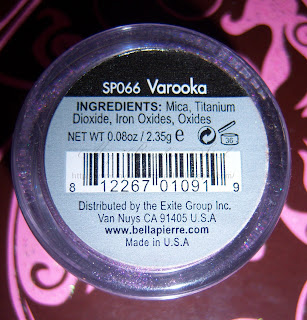 SP066 Varooka
INGREDIENTS: Mica, Titanium
Dioxide, Iron Oxides, Oxides
NET WT 0.08oz/ 2.35g e 36
8 12267 01091 9
Distributed by the Exite Group Inc.
Van Nuys CA 91405 U.S.A
www.bellapierre.com
Made in U.S.A